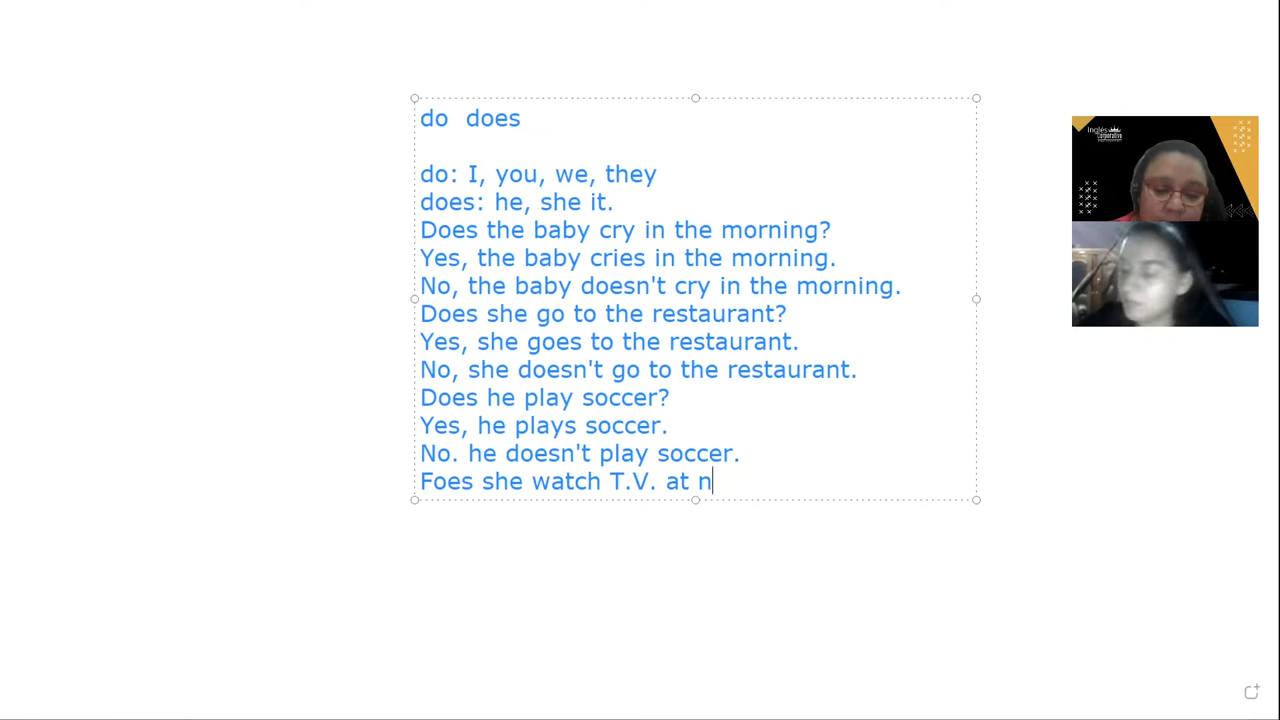 do does
do: I, you, we, they
does: he, she it.
Does the baby cry in the morning?
Yes, the baby cries in the morning.
No, the baby doesn't cry in the morning.
Does she go to the restaurant?
Yes, she goes to the restaurant.
No, she doesn't go to the restaurant.
Does he play soccer?
Yes, he plays soccer.
No. he doesn't play soccer.
Foes she watch T.V. at n
Inglés
Corporativo